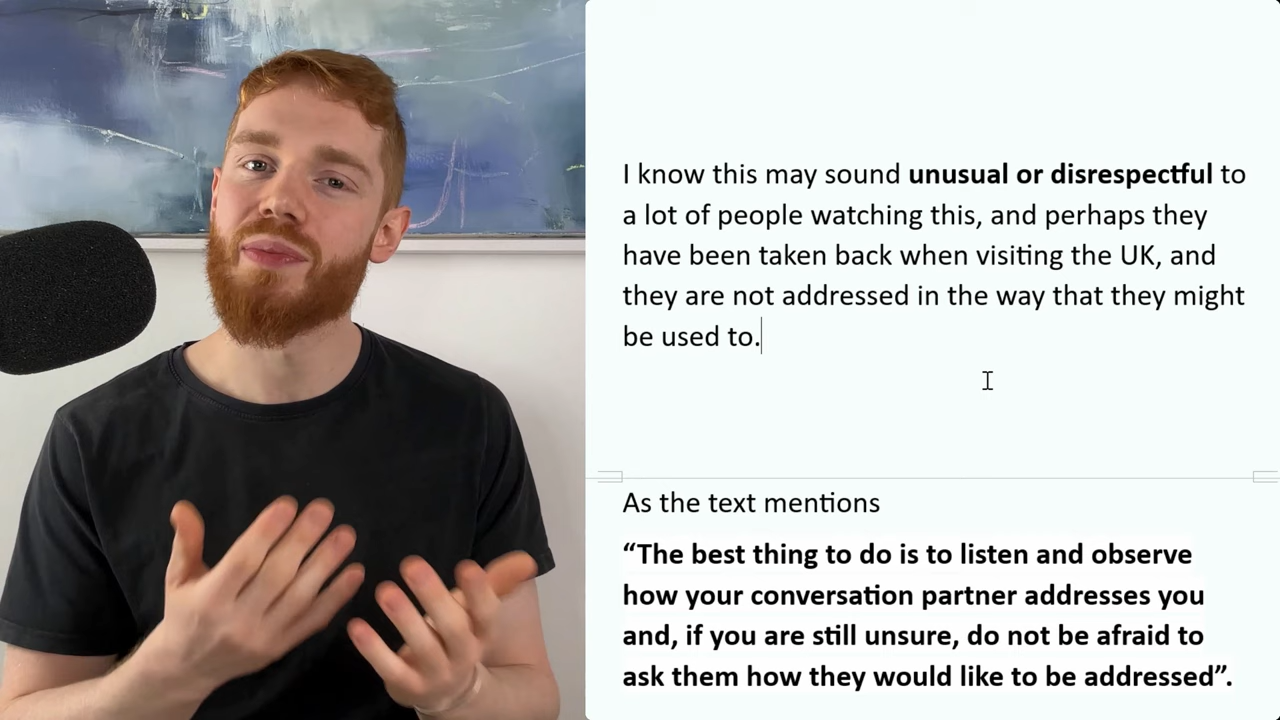 I know this may sound unusual or disrespectful to
a lot of people watching this, and perhaps they
have been taken back when visiting the UK, and
they are not addressed in the way that they might
be used to.
As the text mentions
“The best thing to do is to listen and observe
how your conversation partner addresses you
and, if you are still unsure, do not be afraid to
ask them how they would like to be addressed”.